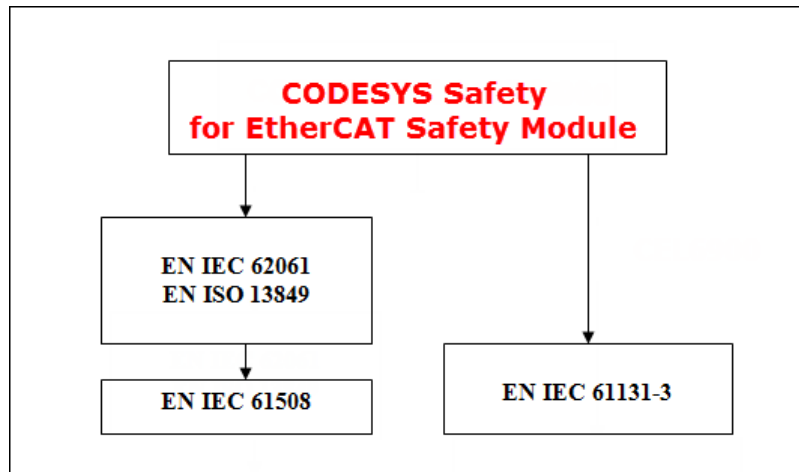 CODESYS Safety
for EtherCAT Safety Module
EN IEC 62061
EN ISO 13849
EN IEC 61508
EN IEC 61131-3